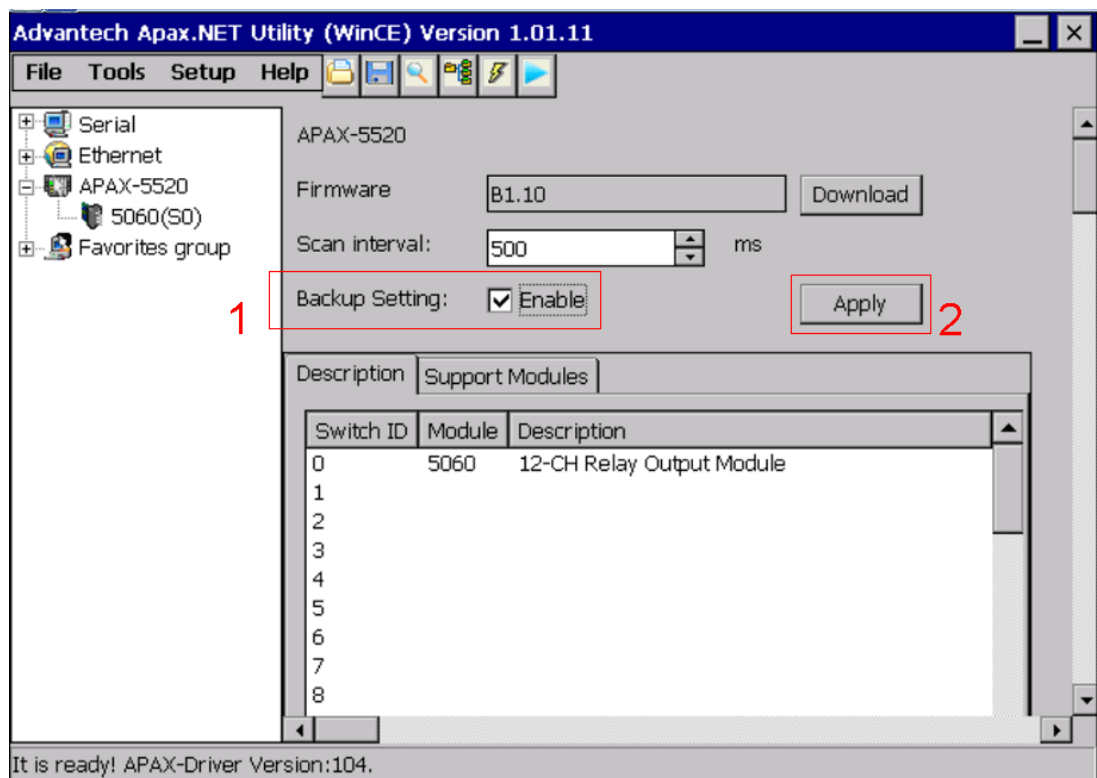 Advantech Apax.NET Utility (WinCE) Version 1.01.11
File Tools Setup Help
Serial
Ethernet
APAX-5520
5060(S0)
Favorites group
APAX-5520
Firmware B1.10 Download
Scan interval: 500 ms
1 Backup Setting: Enable Apply 2
Description Support Modules
Switch ID Module Description
0 5060 12-CH Relay Output Module
1
2
3
4
5
6
7
8
It is ready! APAX-Driver Version:104.